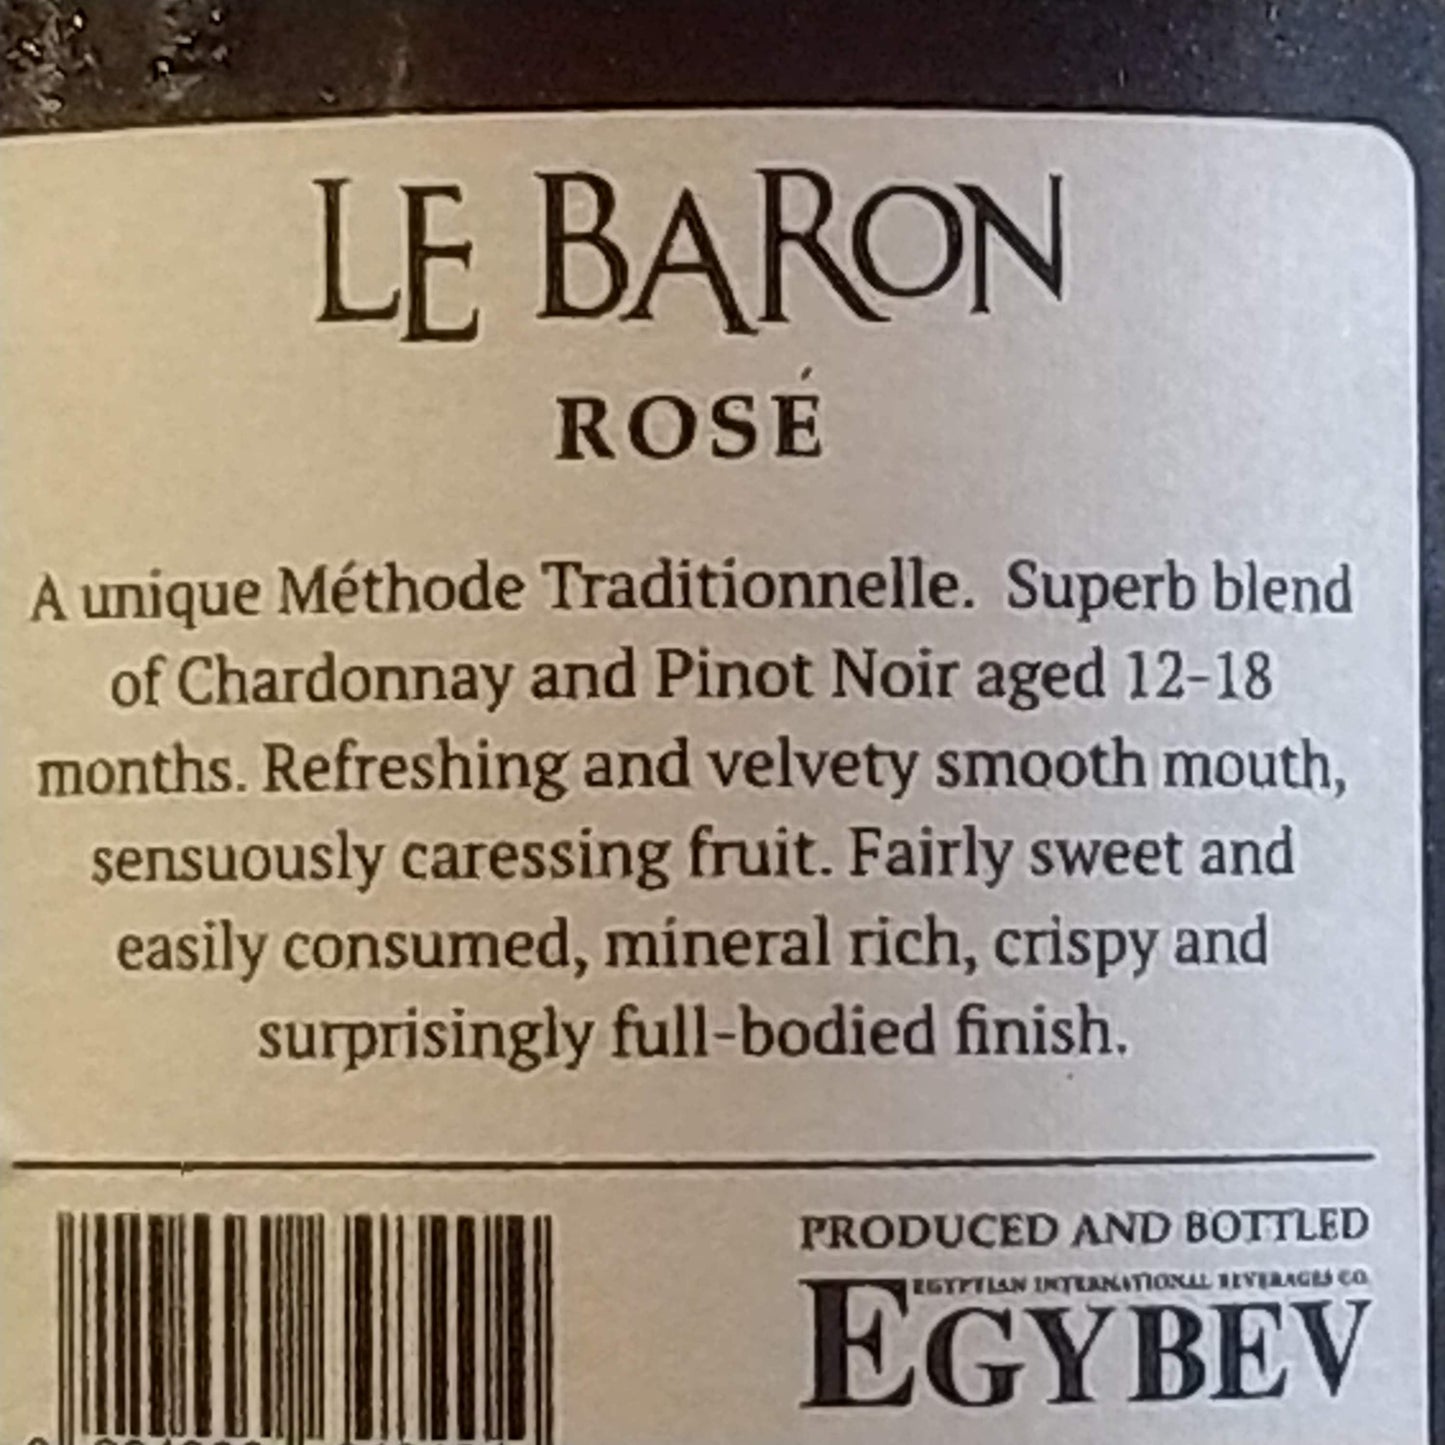 LE BARON
ROSÉ
A unique Méthode Traditionnelle. Superb blend
of Chardonnay and Pinot Noir aged 12-18
months. Refreshing and velvety smooth mouth,
sensuously caressing fruit. Fairly sweet and
easily consumed, mineral rich, crispy and
surprisingly full-bodied finish.
PRODUCED AND BOTTLED
EGYPTIAN INTERNATIONAL BEVERAGES CO.
EGYBEV